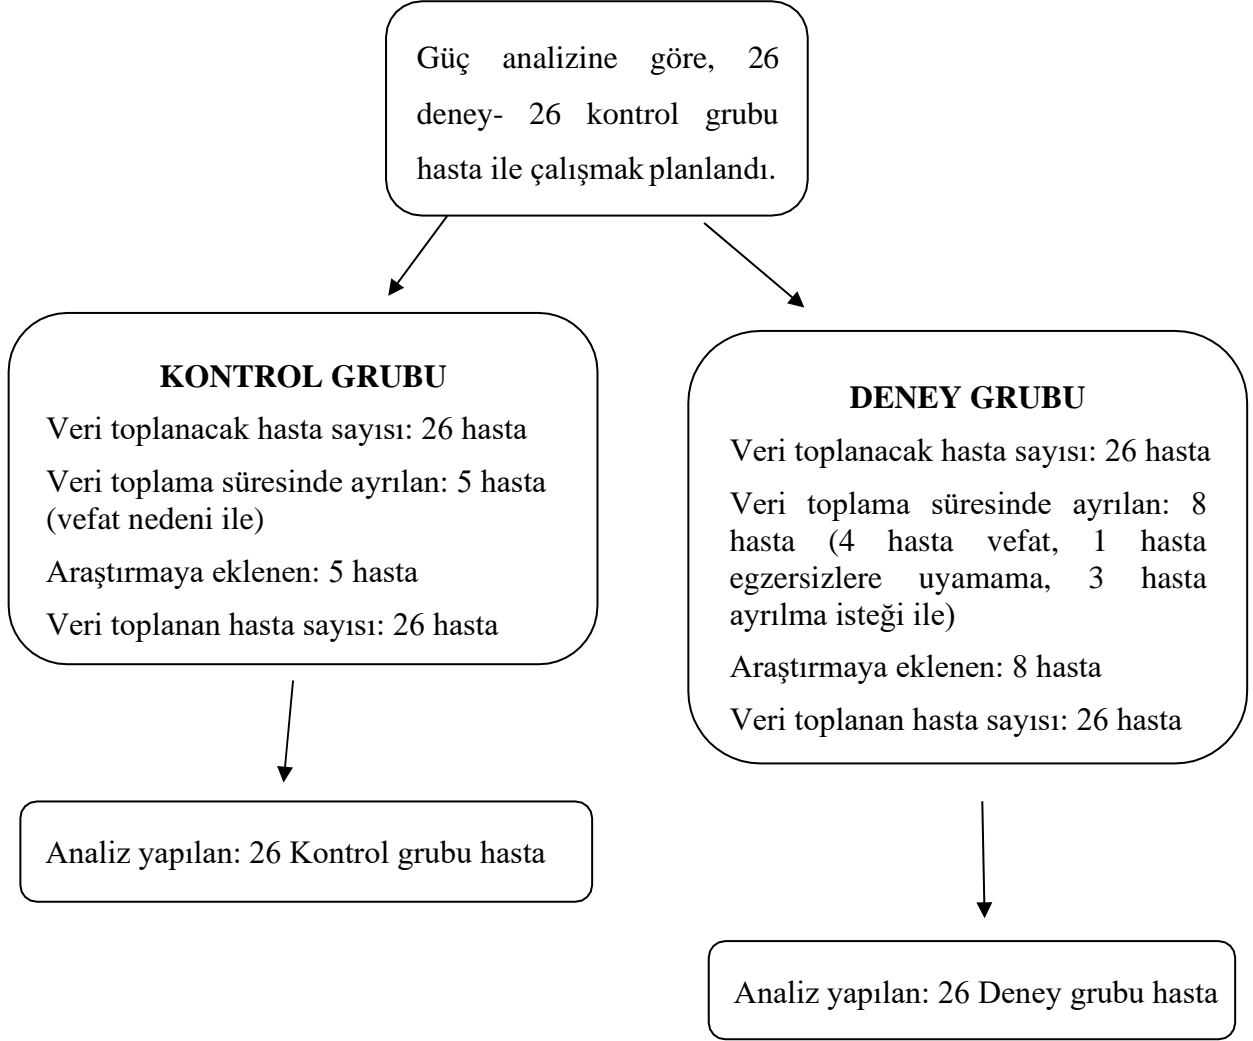 Güç analizine göre, 26
deney- 26 kontrol grubu
hasta ile çalışmak planlandı.
KONTROL GRUBU
Veri toplanacak hasta sayısı: 26 hasta
Veri toplama süresinde ayrılan: 5 hasta
(vefat nedeni ile)
Araştırmaya eklenen: 5 hasta
Veri toplanan hasta sayısı: 26 hasta
DENEY GRUBU
Veri toplanacak hasta sayısı: 26 hasta
Veri toplama süresinde ayrılan: 8
hasta (4 hasta vefat, 1 hasta
egzersizlere uyamama, 3 hasta
ayrılma isteği ile)
Araştırmaya eklenen: 8 hasta
Veri toplanan hasta sayısı: 26 hasta
Analiz yapılan: 26 Kontrol grubu hasta
Analiz yapılan: 26 Deney grubu hasta